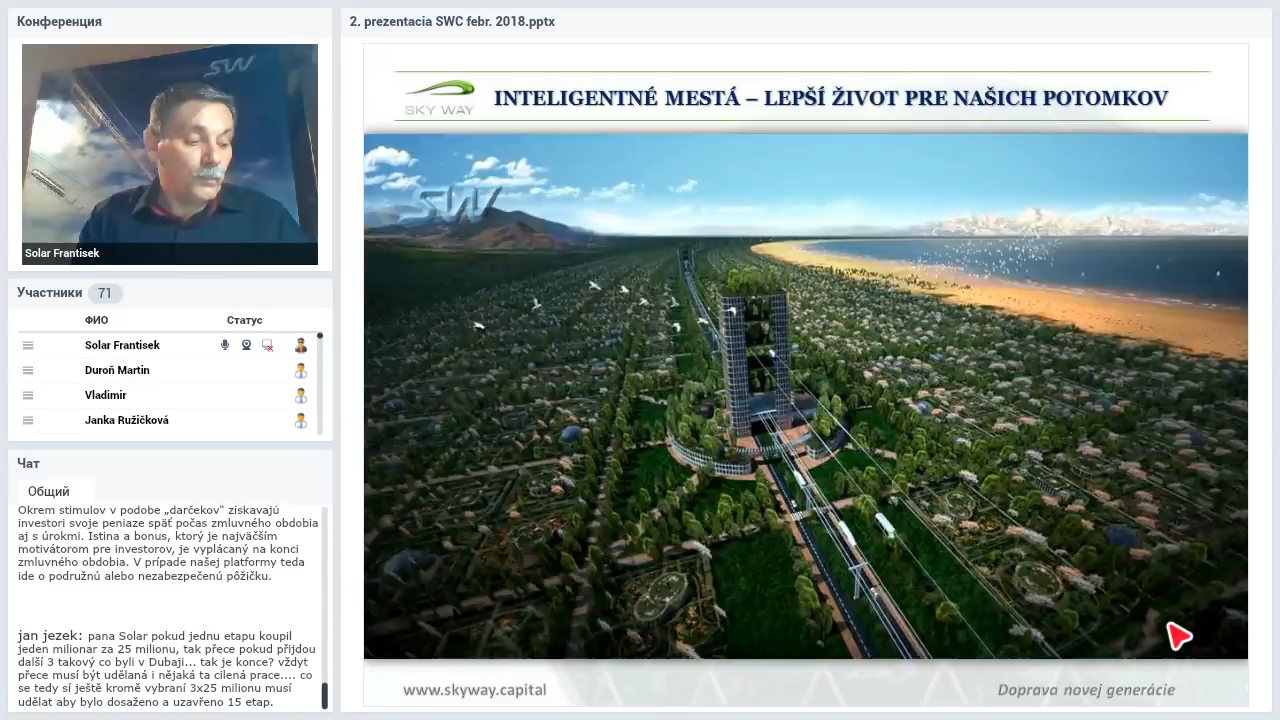 Конференция
SW
Solar Frantisek
Участники 71
ФИО Статус
Solar Frantisek
Duroň Martin
Vladimir
Janka Ružičková
Чат
Общий
Okrem stimulov v podobe „darčekov“ získavajú
investori svoje peniaze späť počas zmluvného obdobia
aj s úrokmi. Istina a bonus, ktorý je najväčším
motivátorom pre investorov, je vyplácaný na konci
zmluvného obdobia. V prípade našej platformy teda
ide o podružnú alebo nezabezpečenú pôžičku.
jan jezek: pana Solar pokud jednu etapu koupil
jeden milionar za 25 milionu, tak přece pokud přijdou
další 3 takový co byli v Dubaji... tak je konce? vždyt
přece musí být udělaná i nějaká ta cilená prace.... co
se tedy sí ještě kromě vybraní 3x25 milionu musí
udělat aby bylo dosaženo a uzavřeno 15 etap.
2. prezentacia SWC febr. 2018.pptx
SKY WAY
INTELIGENTNÉ MESTÁ – LEPŠÍ ŽIVOT PRE NAŠICH POTOMKOV
SW
www.skyway.capital
Doprava novej generácie